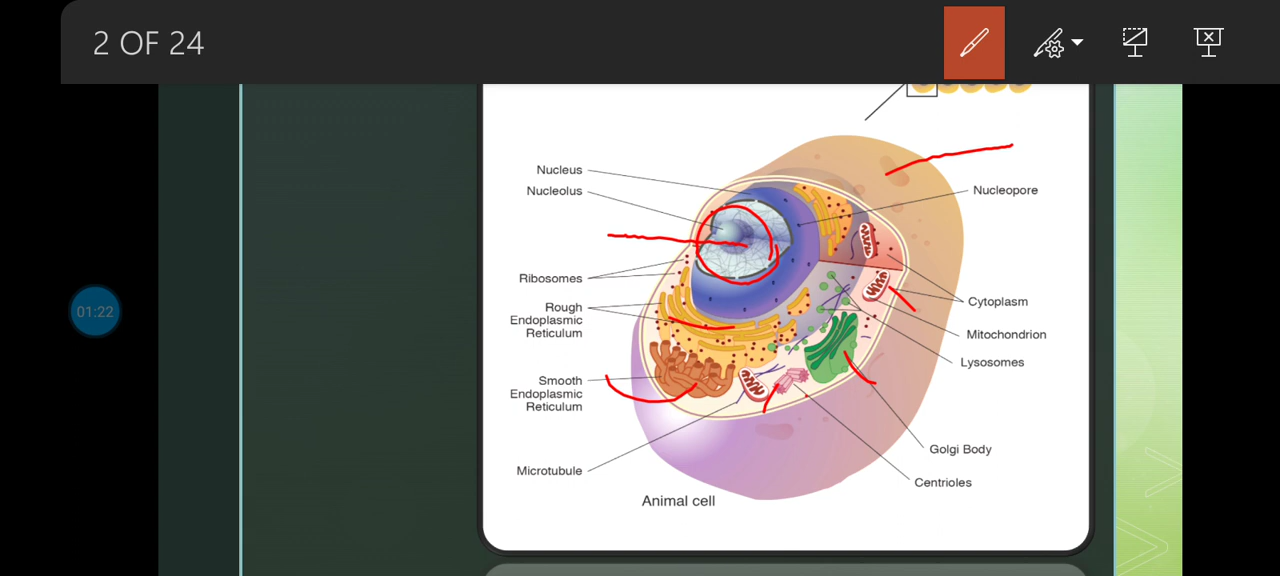 2 OF 24
Nucleus
Nucleolus
Nucleopore
Ribosomes
Rough
Endoplasmic
Reticulum
01:22
Cytoplasm
Mitochondrion
Lysosomes
Smooth
Endoplasmic
Reticulum
Golgi Body
Microtubule
Centrioles
Animal cell